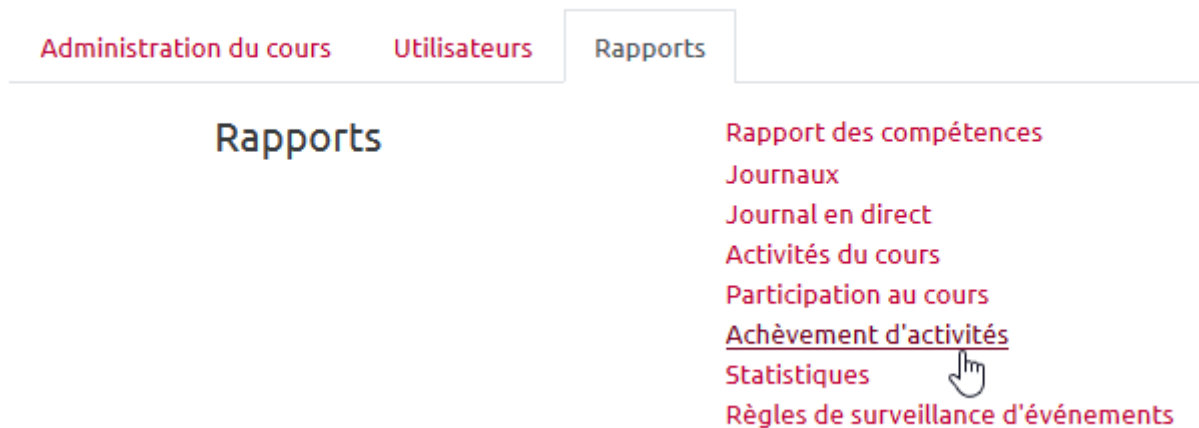 Administration du cours Utilisateurs Rapports
Rapports
Rapport des compétences
Journaux
Journal en direct
Activités du cours
Participation au cours
Achèvement d'activités
Statistiques
Règles de surveillance d'événements